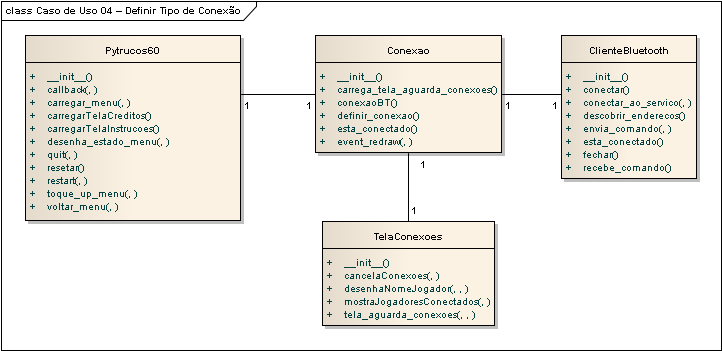 class Caso de Uso 04 – Definir Tipo de Conexão
Pytrucos60
+ __init__()
+ callback(, )
+ carregar_menu(, )
+ carregarTelaCreditos()
+ carregarTelaInstrucoes()
+ desenha_estado_menu(, )
+ quit(, )
+ resetar()
+ restart(, )
+ toque_up_menu(, )
+ voltar_menu(, )
Conexao
+ __init__()
+ carrega_tela_aguarda_conexoes()
+ conexaoBT()
+ definir_conexao()
+ esta_conectado()
+ event_redraw(, )
ClienteBluetooth
+ __init__()
+ conectar()
+ conectar_ao_servico(, )
+ descobrir_enderecos()
+ envia_comando(, )
+ esta_conectado()
+ fechar()
+ recebe_comando()
1
1
1
1
1
1
TelaConexoes
+ __init__()
+ cancelaConexoes(, )
+ desenhaNomeJogador(, , )
+ mostraJogadoresConectados(, )
+ tela_aguarda_conexoes(, , )